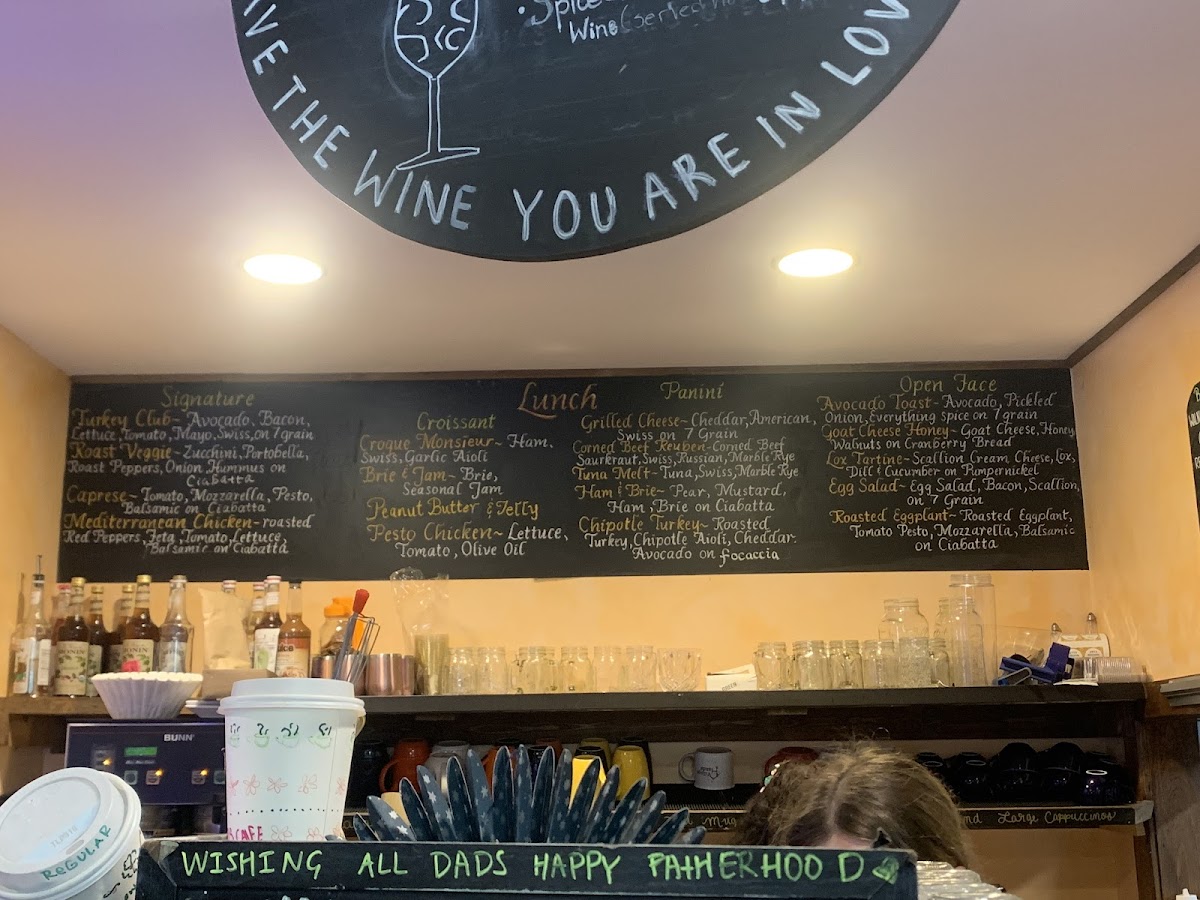 Spice
Wine (served
AVE THE WINE YOU ARE IN LOV
Lunch
Signature
Turkey Club~ Avocado, Bacon,
Lettuce, Tomato, Mayo, Swiss, on 7 grain
Roast Veggie~ Zucchini, Portobella,
Roast Peppers, Onion, Hummus on
Ciabatta
Caprese~ Tomato, Mozzarella, Pesto,
Balsamic on Ciabatta
Mediterranean Chicken~ roasted
Red Peppers, Feta, Tomato, Lettuce,
Balsamic on Ciabatta
Croissant
Croque Monsieur~ Ham,
Swiss, Garlic Aioli
Brie & Jam~ Brie,
Seasonal Jam
Peanut Butter & Jelly
Pesto Chicken~ Lettuce,
Tomato, Olive Oil
Panini
Grilled Cheese~ Cheddar, American,
Swiss on 7 Grain
Corned Beef Reuben~ Corned Beef
Saurkraut, Swiss, Russian, Marble Rye
Tuna Melt~ Tuna, Swiss, Marble Rye
Ham & Brie~ Pear, Mustard,
Ham, Brie on Ciabatta
Chipotle Turkey~ Roasted
Turkey, Chipotle Aioli, Cheddar
Avocado on focaccia
Open Face
Avocado Toast~ Avocado, Pickled
Onion, Everything spice on 7 grain
Goat Cheese Honey~ Goat Cheese, Honey,
Walnuts on Cranberry Bread
Lox Tartine~ Scallion Cream Cheese, Lox,
Dill & Cucumber on Pumpernickel
Egg Salad~ Egg Salad, Bacon, Scallion,
on 7 Grain
Roasted Eggplant~ Roasted Eggplant,
Tomato Pesto, Mozzarella, Balsamic
on Ciabatta
MONIN
BUNN
Mug
nd Large Cappuccinos
CAFE
REGULAR
WISHING ALL DADS HAPPY FATHERHOOD